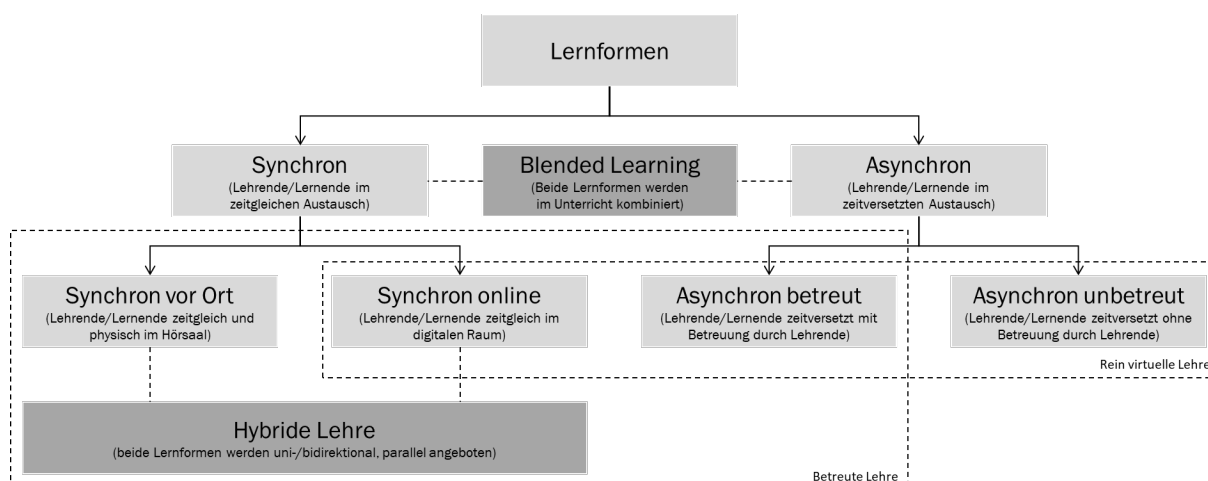 Lernformen
Synchron
(Lehrende/Lernende im
zeitgleichen Austausch)
Blended Learning
(Beide Lernformen werden
im Unterricht kombiniert)
Asynchron
(Lehrende/Lernende im
zeitversetzten Austausch)
Synchron vor Ort
(Lehrende/Lernende zeitgleich und
physisch im Hörsaal)
Synchron online
(Lehrende/Lernende zeitgleich im
digitalen Raum)
Asynchron betreut
(Lehrende/Lernende zeitversetzt mit
Betreuung durch Lehrende)
Asynchron unbetreut
(Lehrende/Lernende zeitversetzt ohne
Betreuung durch Lehrende)
Rein virtuelle Lehre
Hybride Lehre
(beide Lernformen werden uni-/bidirektional, parallel angeboten)
Betreute Lehre